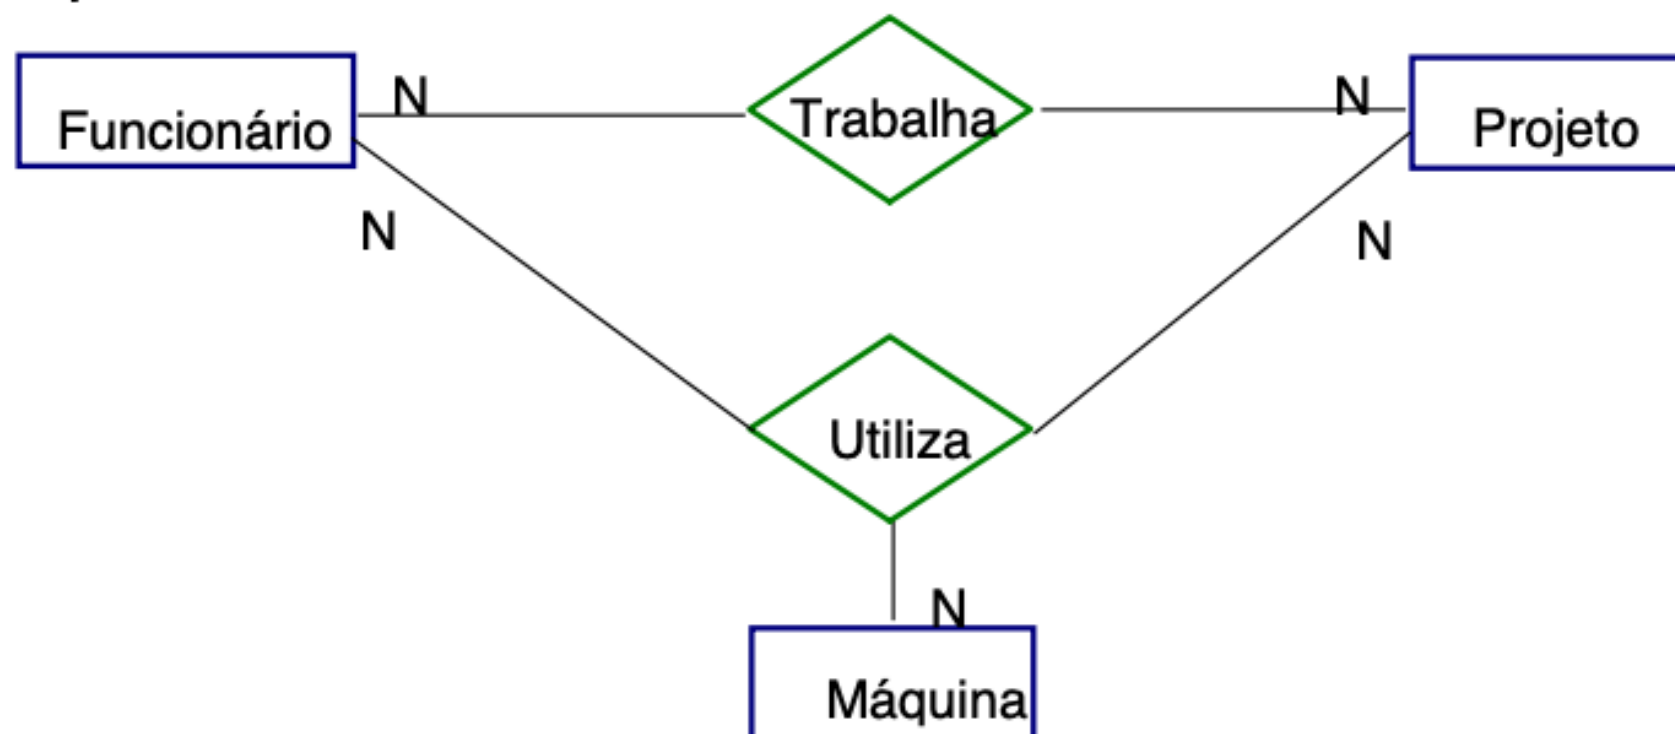 N
N
Trabalha
Funcionário
Projeto
N
N
Utiliza
N
Máquina